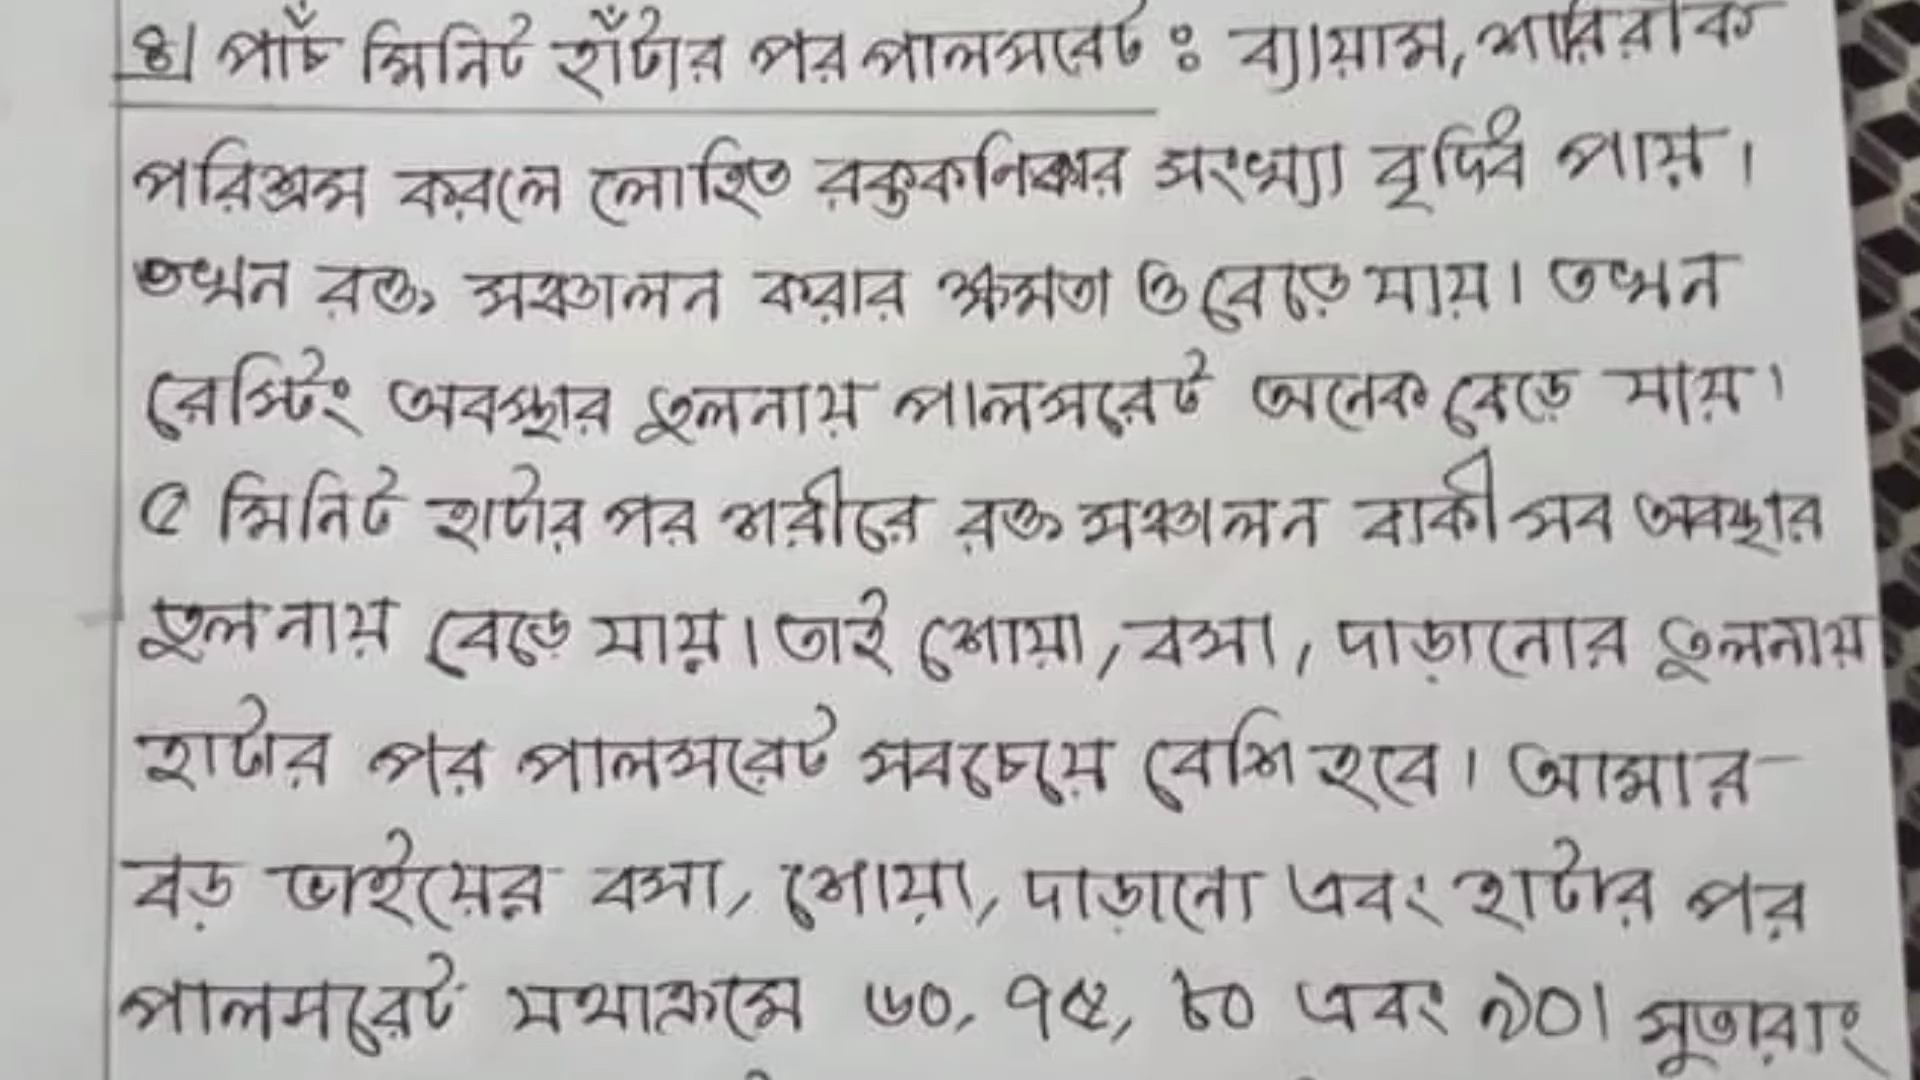 ৪। পাঁচ মিনিট হাঁটার পর পালসরেট ঃ ব্যায়াম, শারিরীক
পরিশ্রম করলে লোহিত রক্তকনিকার সংখ্যা বৃদ্ধি পায়।
তখন রক্ত সঞ্চালন করার ক্ষমতা ও বেড়ে যায়। তখন
রেস্টিং অবস্থার তুলনায় পালসরেট অনেক বেড়ে যায়।
৫ মিনিট হাটার পর শরীরে রক্ত সঞ্চালন বাকী সব অবস্থার
তুলনায় বেড়ে যায়। তাই শোয়া, বসা, দাড়ানোর তুলনায়
হাটার পর পালসরেট সবচেয়ে বেশি হবে। আমার
বড় ভাইয়ের বসা, শোয়া, দাড়ানো এবং হাটার পর
পালসরেট যথাক্রমে ৬০, ৭৫, ৮০ এবং ৯০। সুতারাং